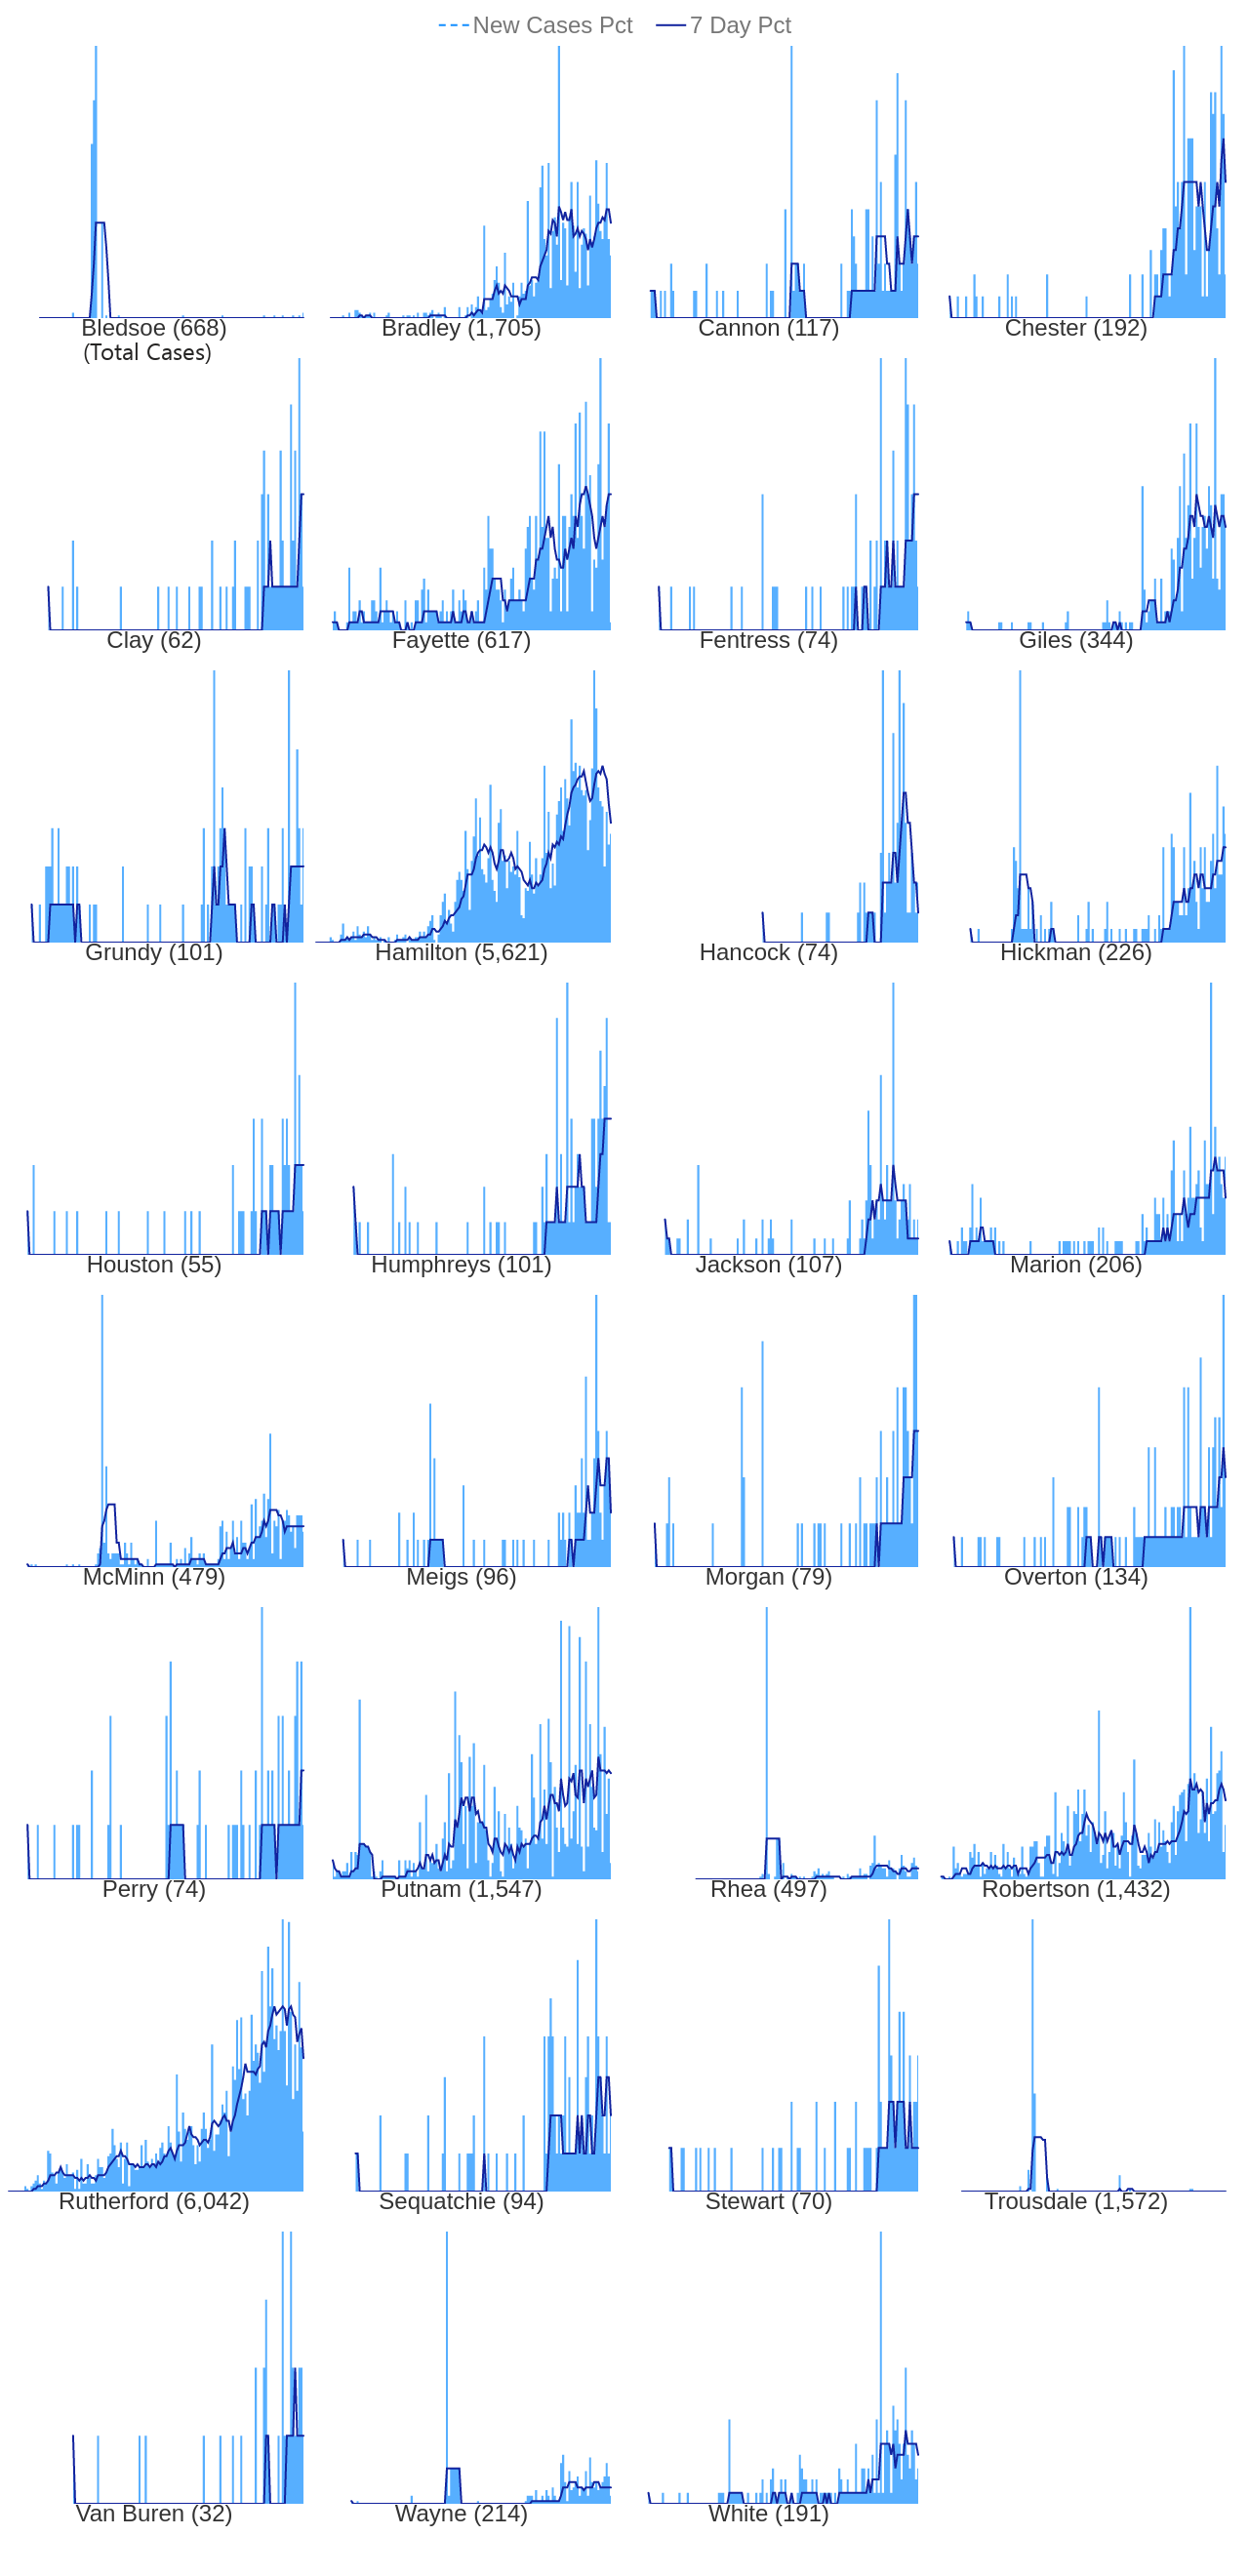 New Cases Pct 7 Day Pct
Bledsoe (668) Bradley (1,705) Cannon (117) Chester (192)
(Total Cases)
Clay (62) Fayette (617) Fentress (74) Giles (344)
Grundy (101) Hamilton (5,621) Hancock (74) Hickman (226)
Houston (55) Humphreys (101) Jackson (107) Marion (206)
McMinn (479) Meigs (96) Morgan (79) Overton (134)
Perry (74) Putnam (1,547) Rhea (497) Robertson (1,432)
Rutherford (6,042) Sequatchie (94) Stewart (70) Trousdale (1,572)
Van Buren (32) Wayne (214) White (191)